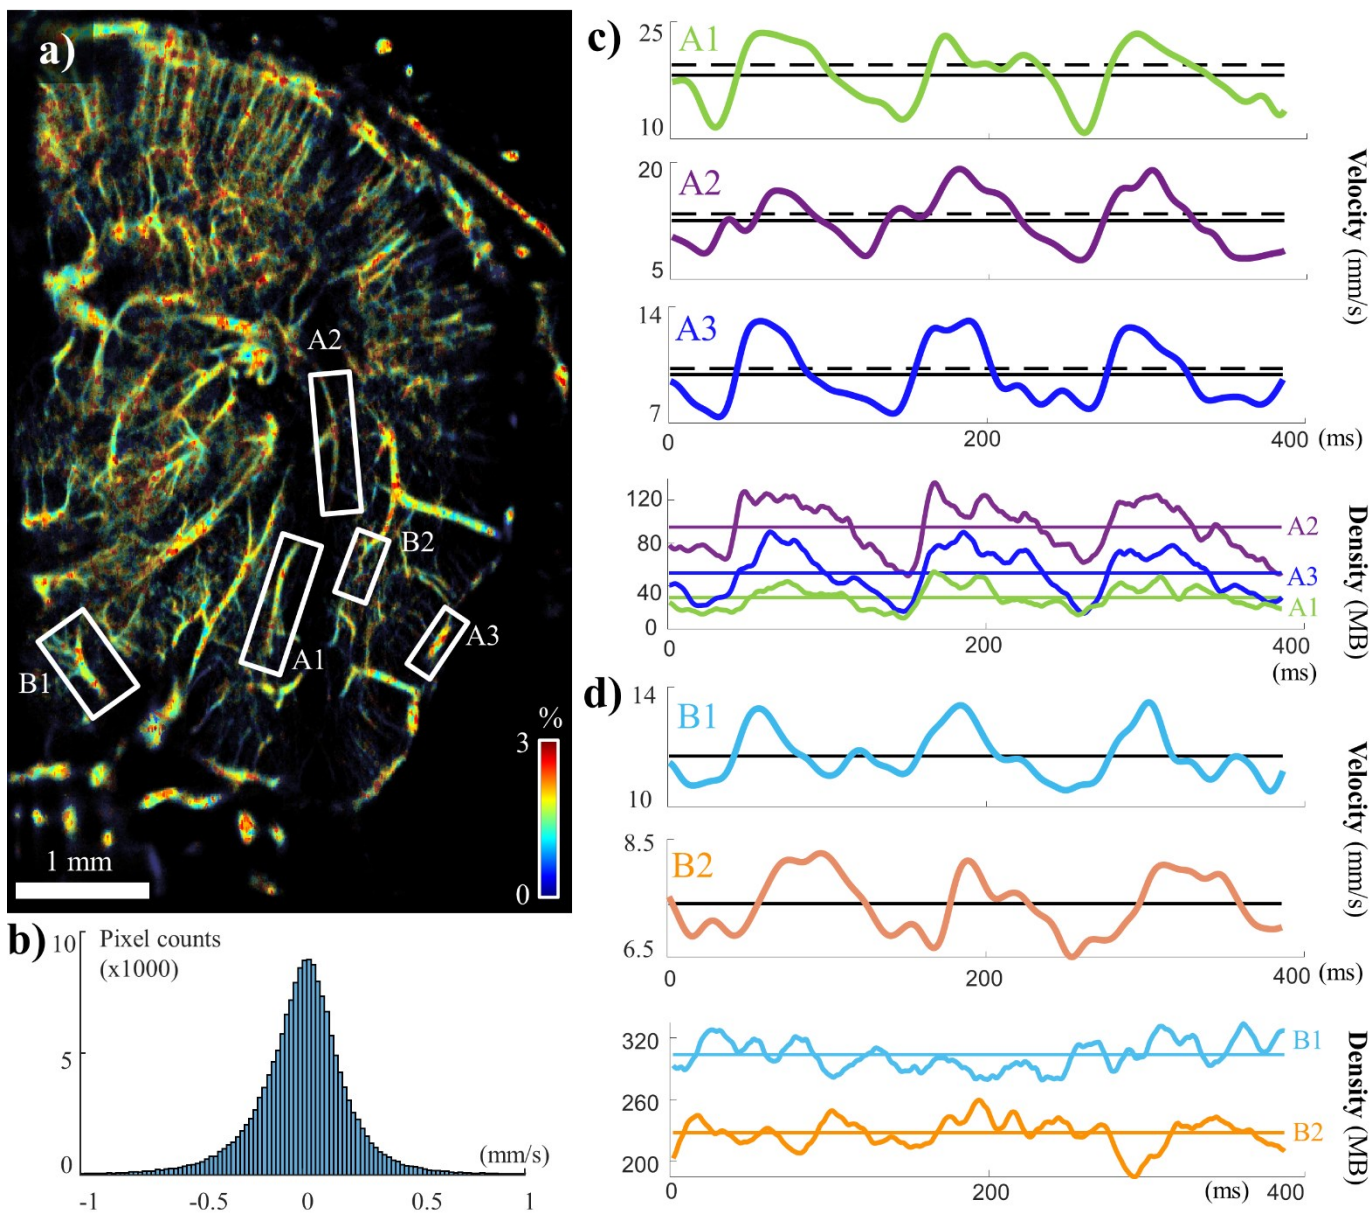 a)
A2
B2
A3
A1
B1
%
3
0
1 mm
b)
10
Pixel counts
(x1000)
5
0
(mm/s)
-1 -0.5 0 0.5 1
c)
A1
25
10
200
A2
20
5
A3
14
7
0 200 400 (ms)
Velocity (mm/s)
120
80
40
0
A2
A3
A1
0 200 400
(ms)
Density (MB)
d)
B1
14
10
B2
8.5
6.5
0 200 400 (ms)
Velocity (mm/s)
320
260
200
B1
B2
0 200 (ms) 400
Density (MB)